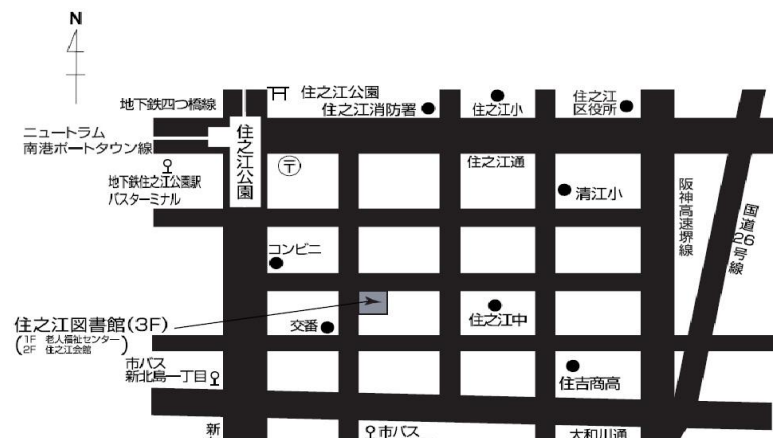 N
住之江公園
地下鉄四つ橋線
住之江消防署
住之江小
住之江
区役所
ニュートラム
南港ポートタウン線
住之江公園
〒
住之江通
地下鉄住之江公園駅
バスターミナル
清江小
阪神高速堺線
国道26号線
コンビニ
住之江図書館(3F)
(1F 老人福祉センター
2F 住之江会館)
交番
住之江中
市バス
新北島一丁目
住吉商高
市バス
大和川通